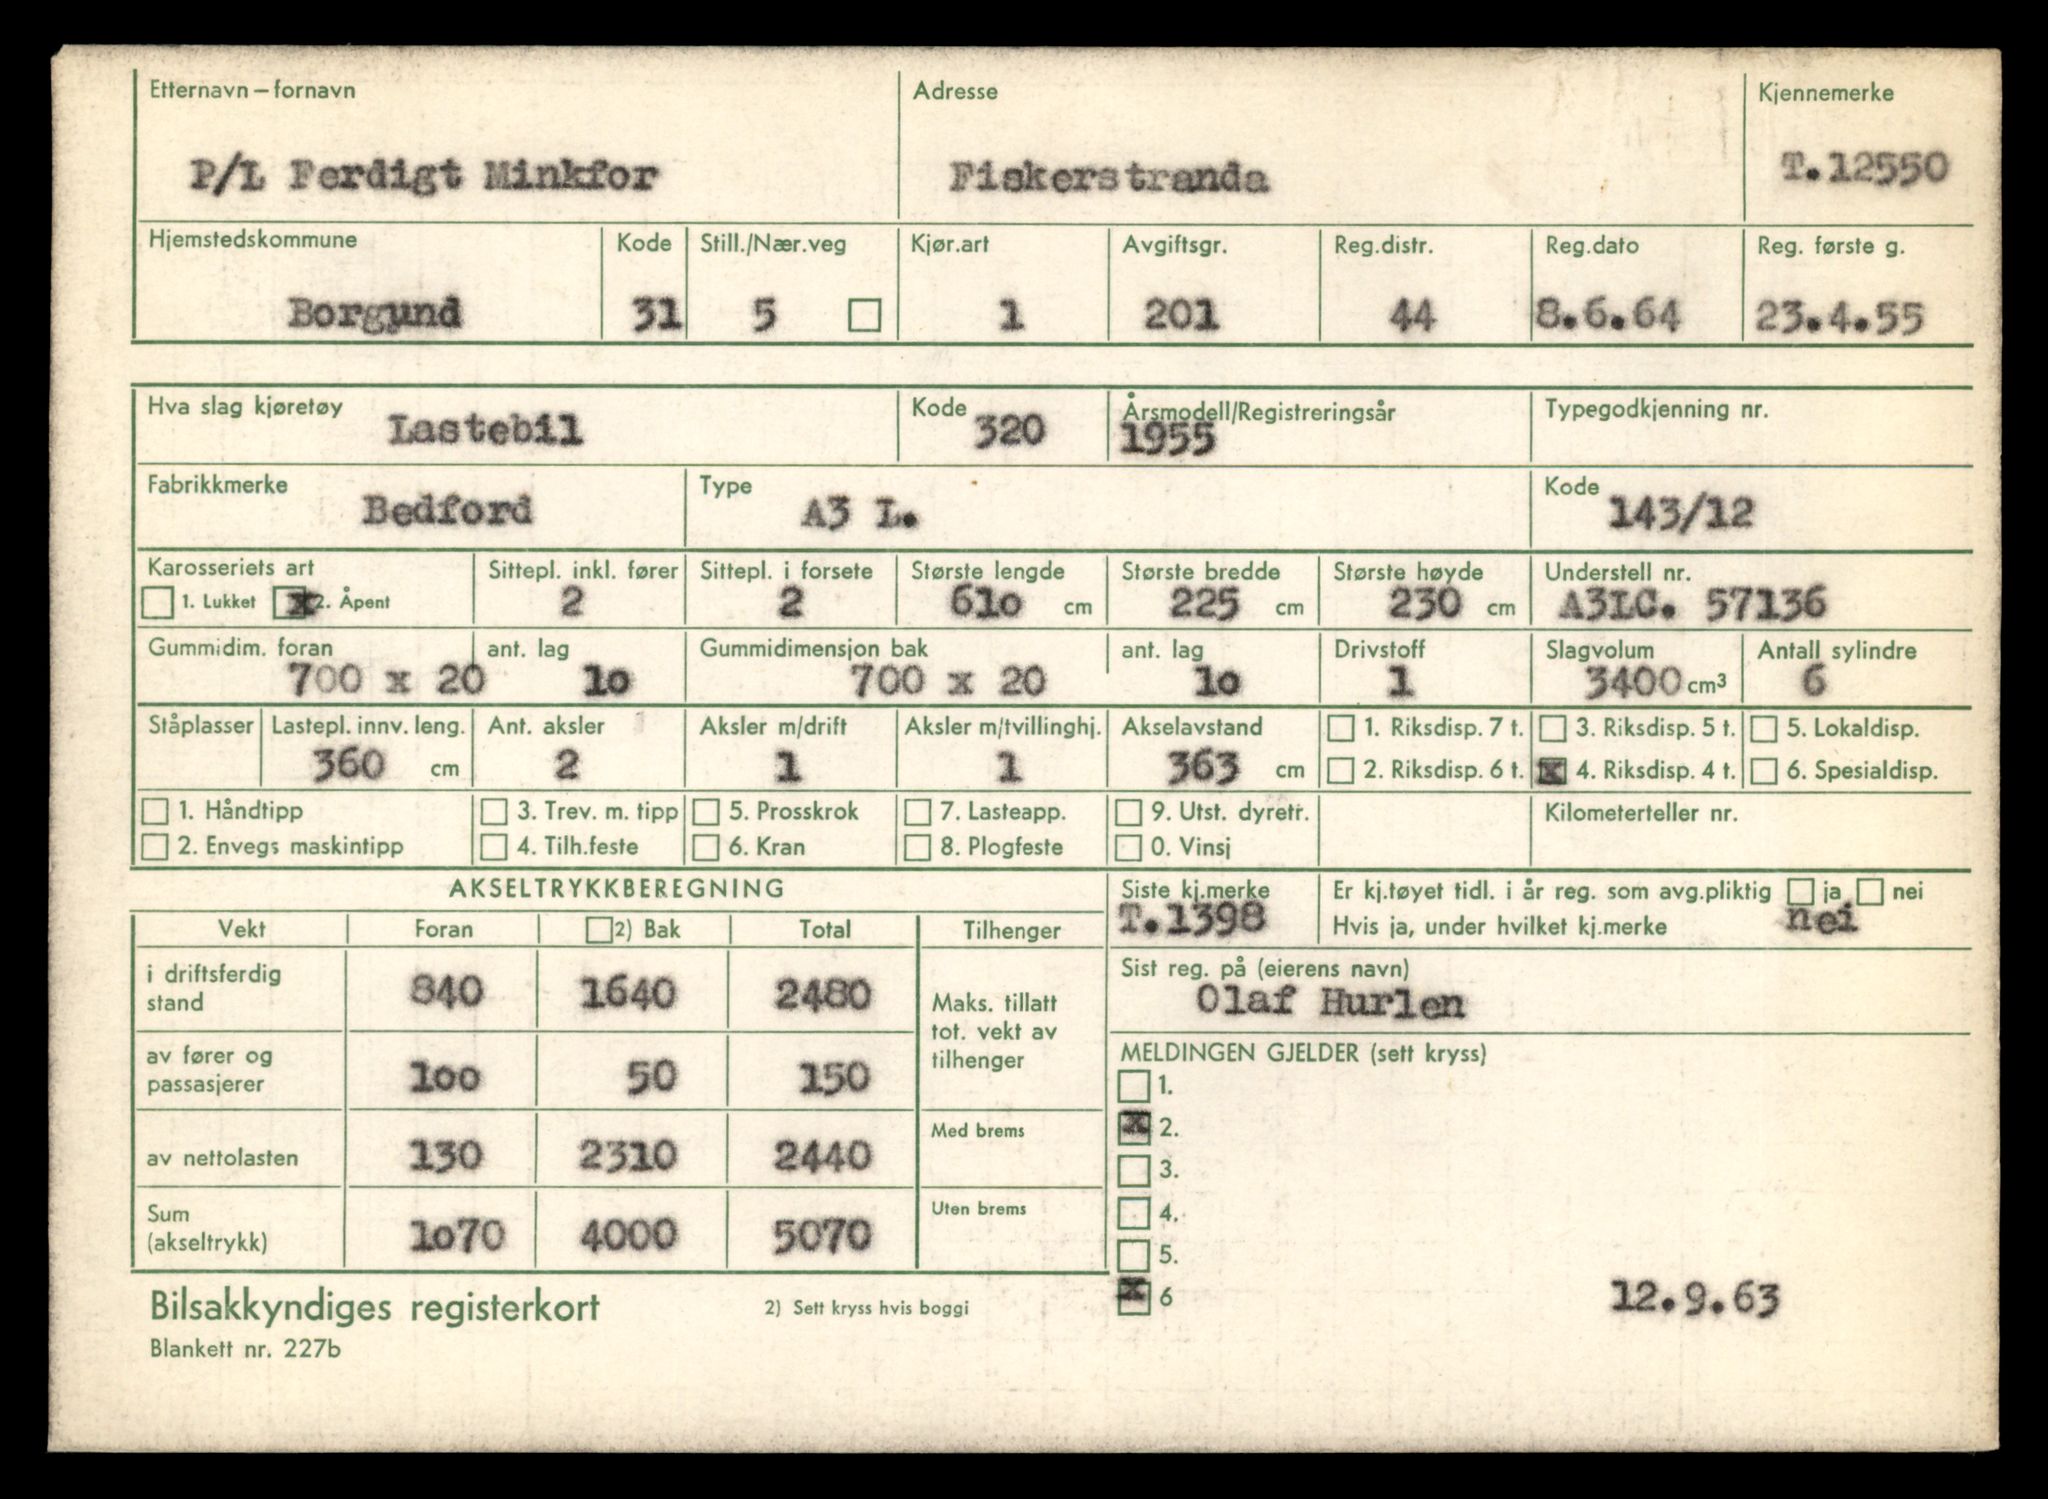 Etternavn – fornavn Adresse Kjennemerke
P/L Ferdigt Minkfor Fiskerstranda T.12550
Hjemstedskommune Kode Still./Nær.veg Kjør.art Avgiftsgr. Reg.distr. Reg.dato Reg. første g.
Borgund 31 5 1 201 44 8.6.64 23.4.55
Hva slag kjøretøy Kode Årsmodell/Registreringsår Typegodkjenning nr.
Lastebil 320 1955
Fabrikkmerke Type Kode
Bedford A3 L. 143/12
Karosseriets art Sittepl. inkl. fører Sittepl. i forsete Største lengde Største bredde Største høyde Understell nr.
1. Lukket x 2. Åpent 2 2 610 cm 225 cm 230 cm A3LC. 57136
Gummidim. foran ant. lag Gummidimensjon bak ant. lag Drivstoff Slagvolum Antall sylindre
700 x 20 10 700 x 20 10 1 3400 cm³ 6
Ståplasser Lastepl. innv. leng. Ant. aksler Aksler m/drift Aksler m/tvillinghj. Akselavstand 1. Riksdisp. 7 t. 3. Riksdisp. 5 t. 5. Lokaldisp.
360 cm 2 1 1 363 cm 2. Riksdisp. 6 t. x 4. Riksdisp. 4 t. 6. Spesialdisp.
1. Håndtipp 3. Trev. m. tipp 5. Prosskrok 7. Lasteapp. 9. Utst. dyretr. Kilometerteller nr.
2. Envegs maskintipp 4. Tilh.feste 6. Kran 8. Plogfeste 0. Vinsj
AKSELTRYKKBEREGNING Siste kj.merke Er kj.tøyet tidl. i år reg. som avg.pliktig ja nei
T.1398 Hvis ja, under hvilket kj.merke nei
Vekt Foran 2) Bak Total Tilhenger
Sist reg. på (eierens navn)
Olaf Hurlen
i driftsferdig
stand 840 1640 2480
Maks. tillatt
tot. vekt av
tilhenger
av fører og
passasjerer 100 50 150
MELDINGEN GJELDER (sett kryss)
1.
x 2.
3.
4.
5.
x 6
av nettolasten 130 2310 2440
Med brems
Sum
(akseltrykk) 1070 4000 5070
Uten brems
12.9.63
Bilsakkyndiges registerkort 2) Sett kryss hvis boggi
Blankett nr. 227b